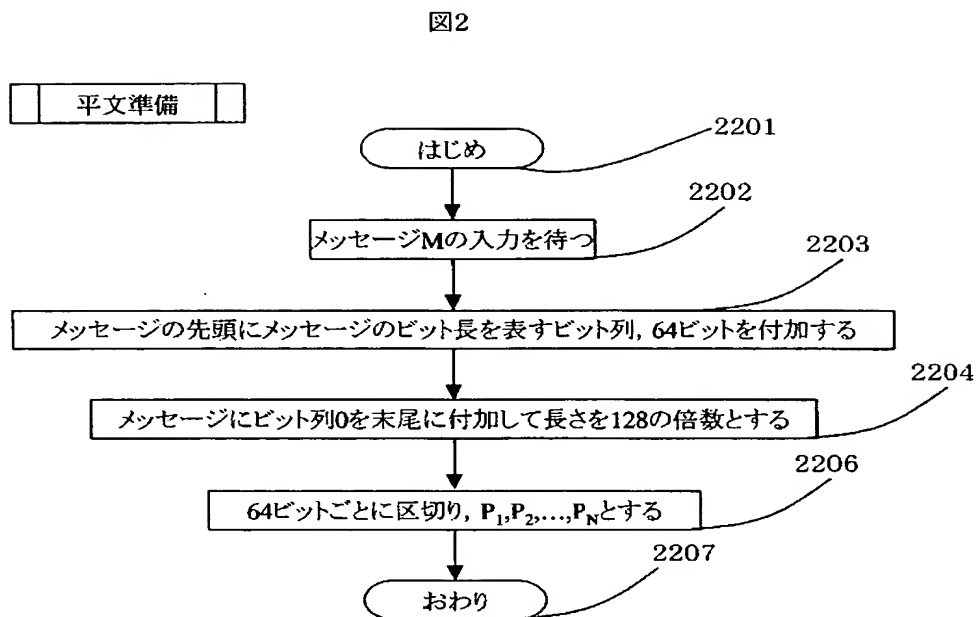 図2
平文準備
はじめ
2201
2202
メッセージMの入力を待つ
2203
メッセージの先頭にメッセージのビット長を表すビット列, 64ビットを付加する
2204
メッセージにビット列0を末尾に付加して長さを128の倍数とする
2206
64ビットごとに区切り, P1,P2,...,PNとする
2207
おわり